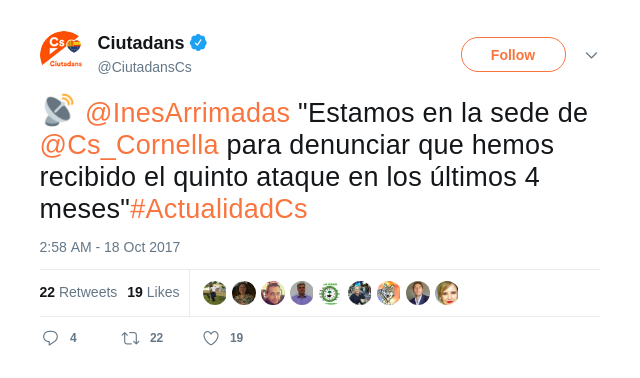 Cs
Ciutadans
Ciutadans
@CiutadansCs
Follow
@InesArrimadas "Estamos en la sede de
@Cs_Cornella para denunciar que hemos
recibido el quinto ataque en los últimos 4
meses"#ActualidadCs
2:58 AM - 18 Oct 2017
22 Retweets 19 Likes
4 22 19